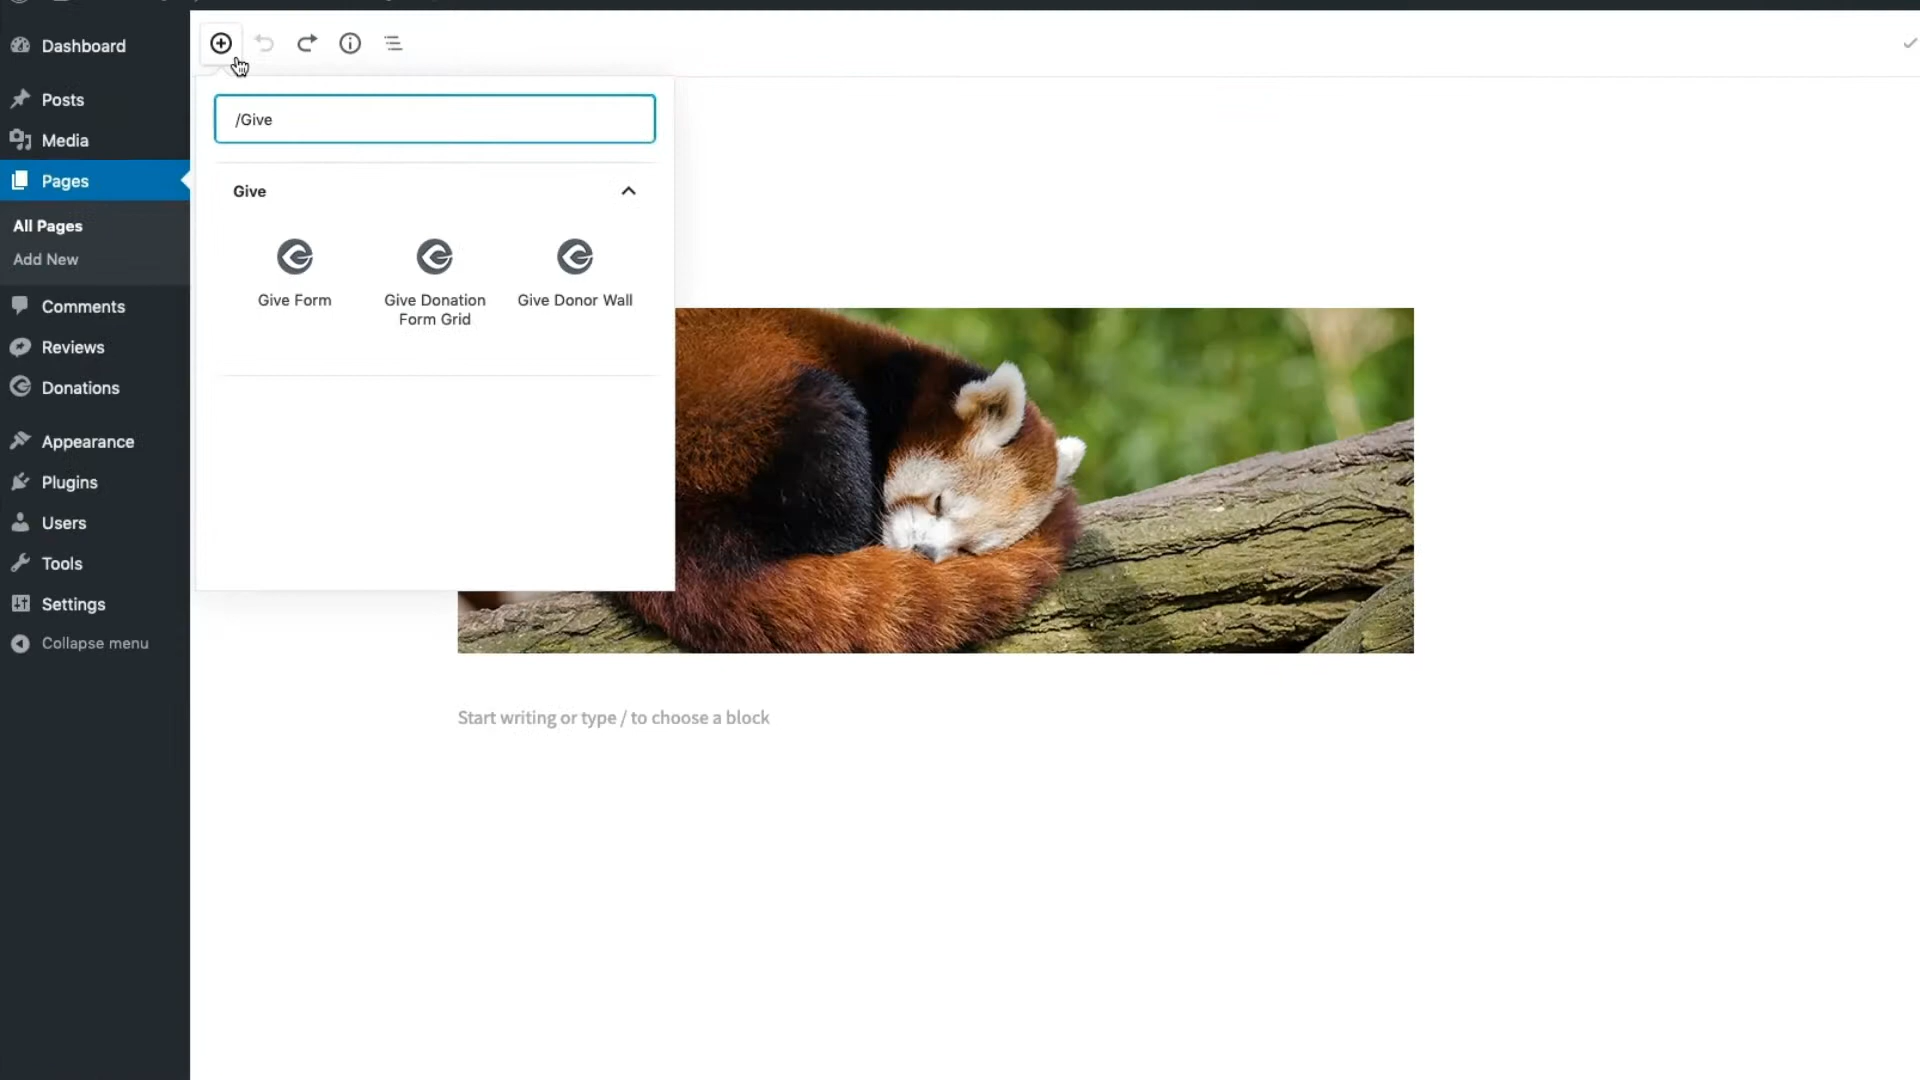 Dashboard
Posts
Media
Pages
All Pages
Add New
Comments
Reviews
Donations
Appearance
Plugins
Users
Tools
Settings
Collapse menu
/Give
Give
Give Form
Give Donation
Form Grid
Give Donor Wall
Start writing or type / to choose a block